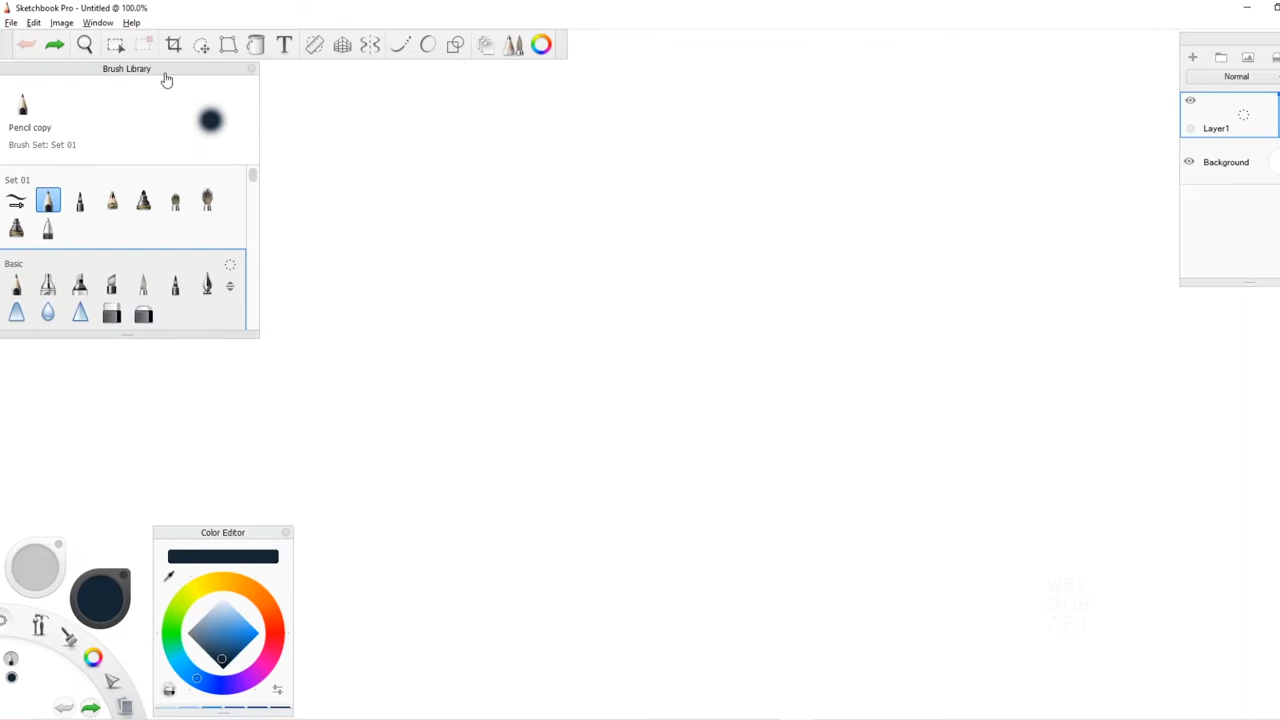 Sketchbook Pro - Untitled @ 100.0%
File Edit Image Window Help
Brush Library
Pencil copy
Brush Set: Set 01
Set 01
Basic
Normal
Layer1
Background
Color Editor